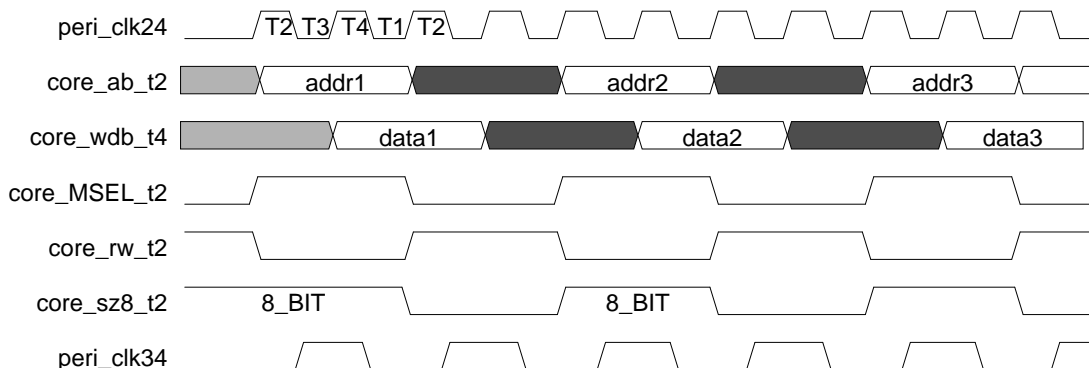 peri_clk24 T2 T3 T4 T1 T2
core_ab_t2 addr1 addr2 addr3
core_wdb_t4 data1 data2 data3
core_MSEL_t2
core_rw_t2
core_sz8_t2 8_BIT 8_BIT
peri_clk34